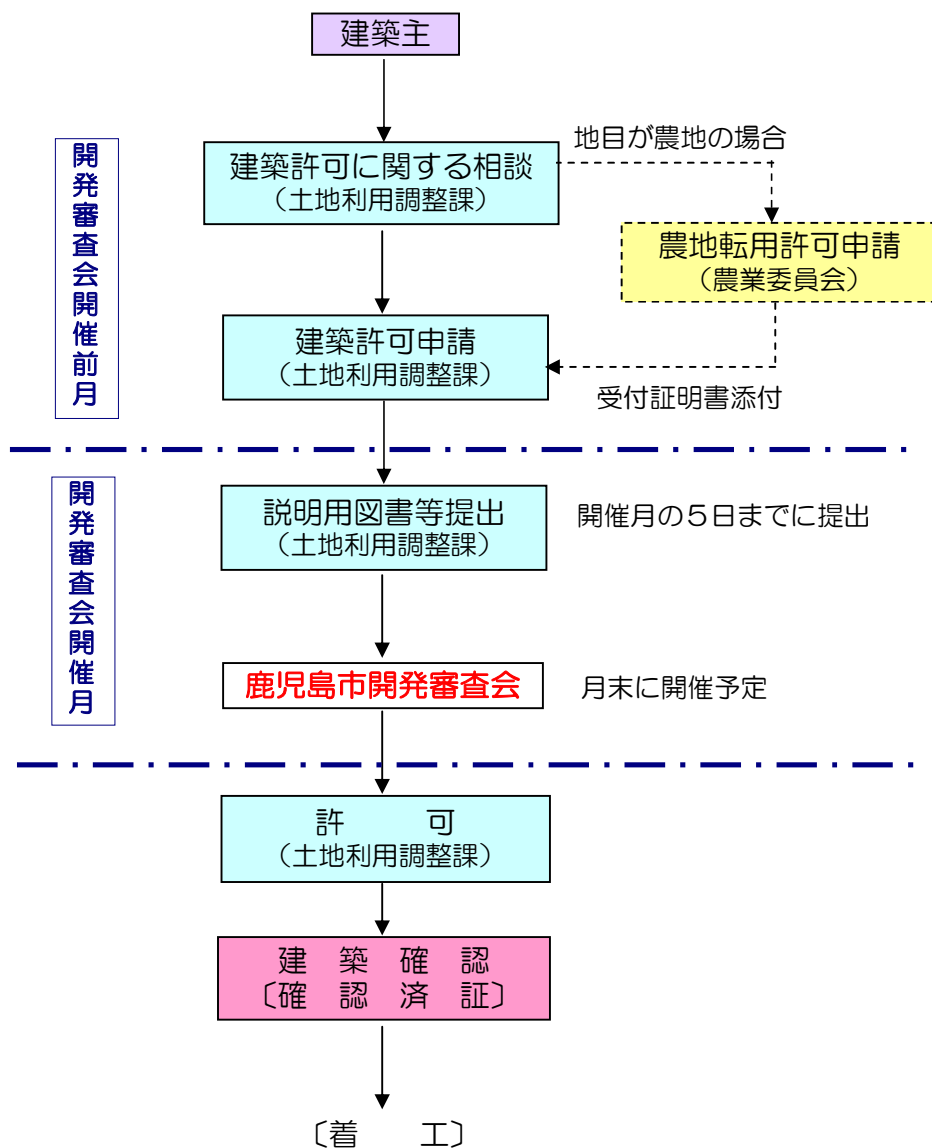 建築主
開発審査会開催前月
建築許可に関する相談
（土地利用調整課）
地目が農地の場合
農地転用許可申請
（農業委員会）
建築許可申請
（土地利用調整課）
受付証明書添付
開発審査会開催月
説明用図書等提出
（土地利用調整課）
開催月の５日までに提出
鹿児島市開発審査会
月末に開催予定
許　　可
（土地利用調整課）
建　築　確　認
〔確　認　済　証〕
〔着　　工〕